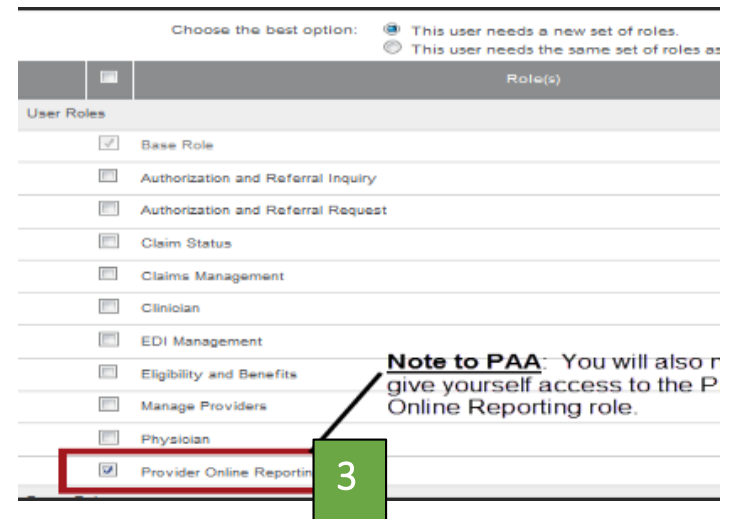 Choose the best option:
This user needs a new set of roles.
This user needs the same set of roles as
Role(s)
User Roles
Base Role
Authorization and Referral Inquiry
Authorization and Referral Request
Claim Status
Claims Management
Clinician
EDI Management
Eligibility and Benefits
Manage Providers
Physician
Provider Online Reportin
Note to PAA: You will also n
give yourself access to the P
Online Reporting role.
3